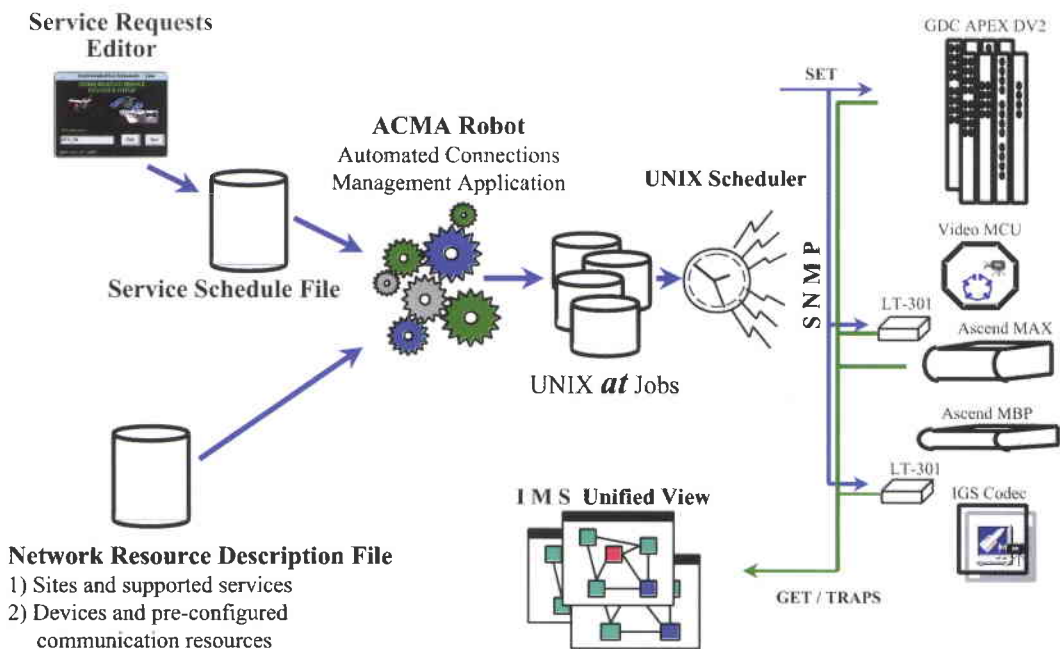 Service Requests
Editor
GDC APEX DV2
SET
ACMA Robot
Automated Connections
Management Application
UNIX Scheduler
Service Schedule File
Video MCU
SNMP
LT-301
Ascend MAX
UNIX at Jobs
Ascend MBP
LT-301
IMS Unified View
IGS Codec
Network Resource Description File
1) Sites and supported services
2) Devices and pre-configured
communication resources
GET / TRAPS